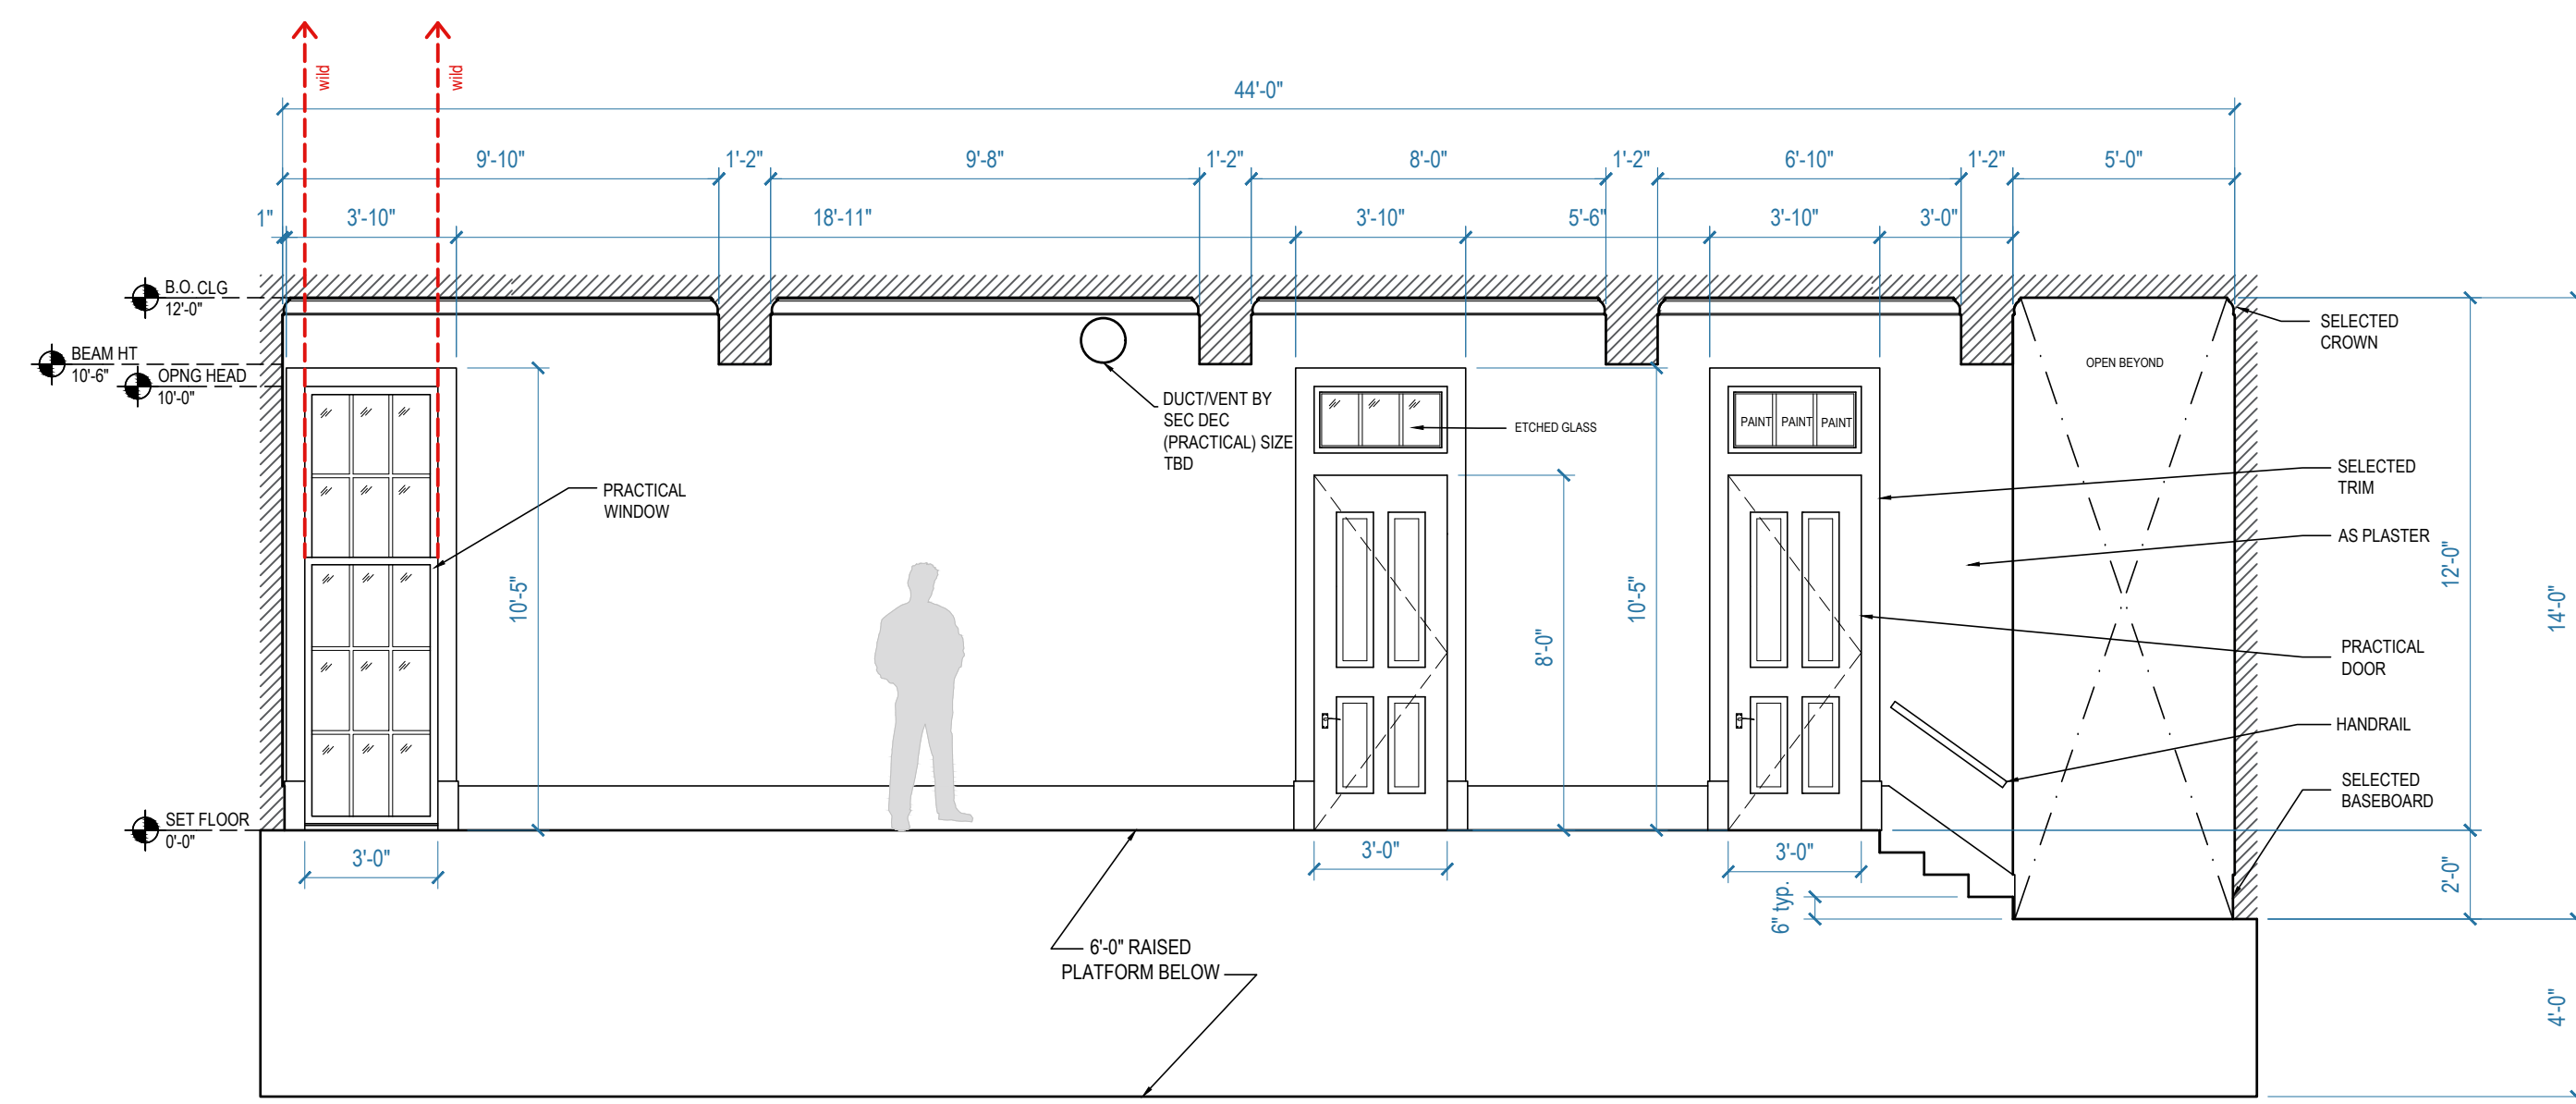 wild
wild
44'-0"
9'-10"
1'-2"
9'-8"
1'-2"
8'-0"
1'-2"
6'-10"
1'-2"
5'-0"
1"
3'-10"
18'-11"
3'-10"
5'-6"
3'-10"
3'-0"
B.O. CLG
12'-0"
BEAM HT
10'-6"
OPNG HEAD
10'-0"
SELECTED
CROWN
OPEN BEYOND
DUCT/VENT BY
SEC DEC
(PRACTICAL) SIZE
TBD
ETCHED GLASS
PAINT
PAINT
PAINT
SELECTED
TRIM
PRACTICAL
WINDOW
AS PLASTER
10'-5"
8'-0"
10'-5"
12'-0"
14'-0"
PRACTICAL
DOOR
HANDRAIL
SELECTED
BASEBOARD
SET FLOOR
0'-0"
3'-0"
3'-0"
3'-0"
6" typ.
2'-0"
6'-0" RAISED
PLATFORM BELOW
4'-0"